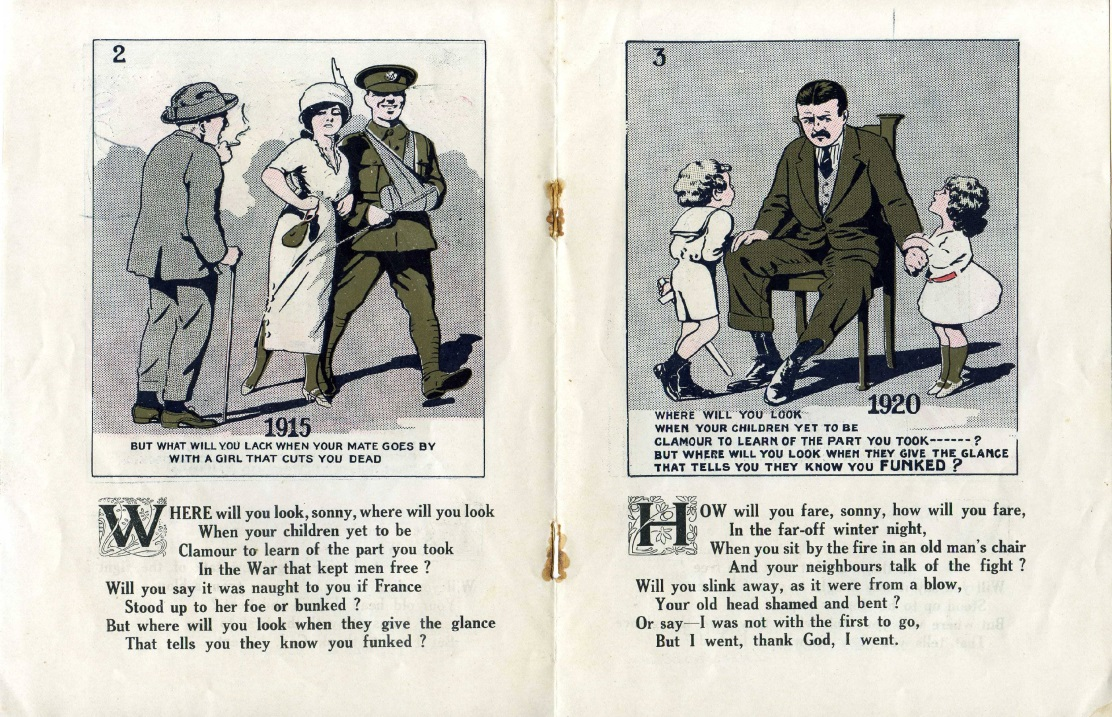 2
1915
BUT WHAT WILL YOU LACK WHEN YOUR MATE GOES BY
WITH A GIRL THAT CUTS YOU DEAD
WHERE will you look, sonny, where will you look
When your children yet to be
Clamour to learn of the part you took
In the War that kept men free ?
Will you say it was naught to you if France
Stood up to her foe or bunked ?
But where will you look when they give the glance
That tells you they know you funked ?
3
1920
WHERE WILL YOU LOOK
WHEN YOUR CHILDREN YET TO BE
CLAMOUR TO LEARN OF THE PART YOU TOOK------?
BUT WHERE WILL YOU LOOK WHEN THEY GIVE THE GLANCE
THAT TELLS YOU THEY KNOW YOU FUNKED ?
HOW will you fare, sonny, how will you fare,
In the far-off winter night,
When you sit by the fire in an old man's chair
And your neighbours talk of the fight ?
Will you slink away, as it were from a blow,
Your old head shamed and bent ?
Or say—I was not with the first to go,
But I went, thank God, I went.